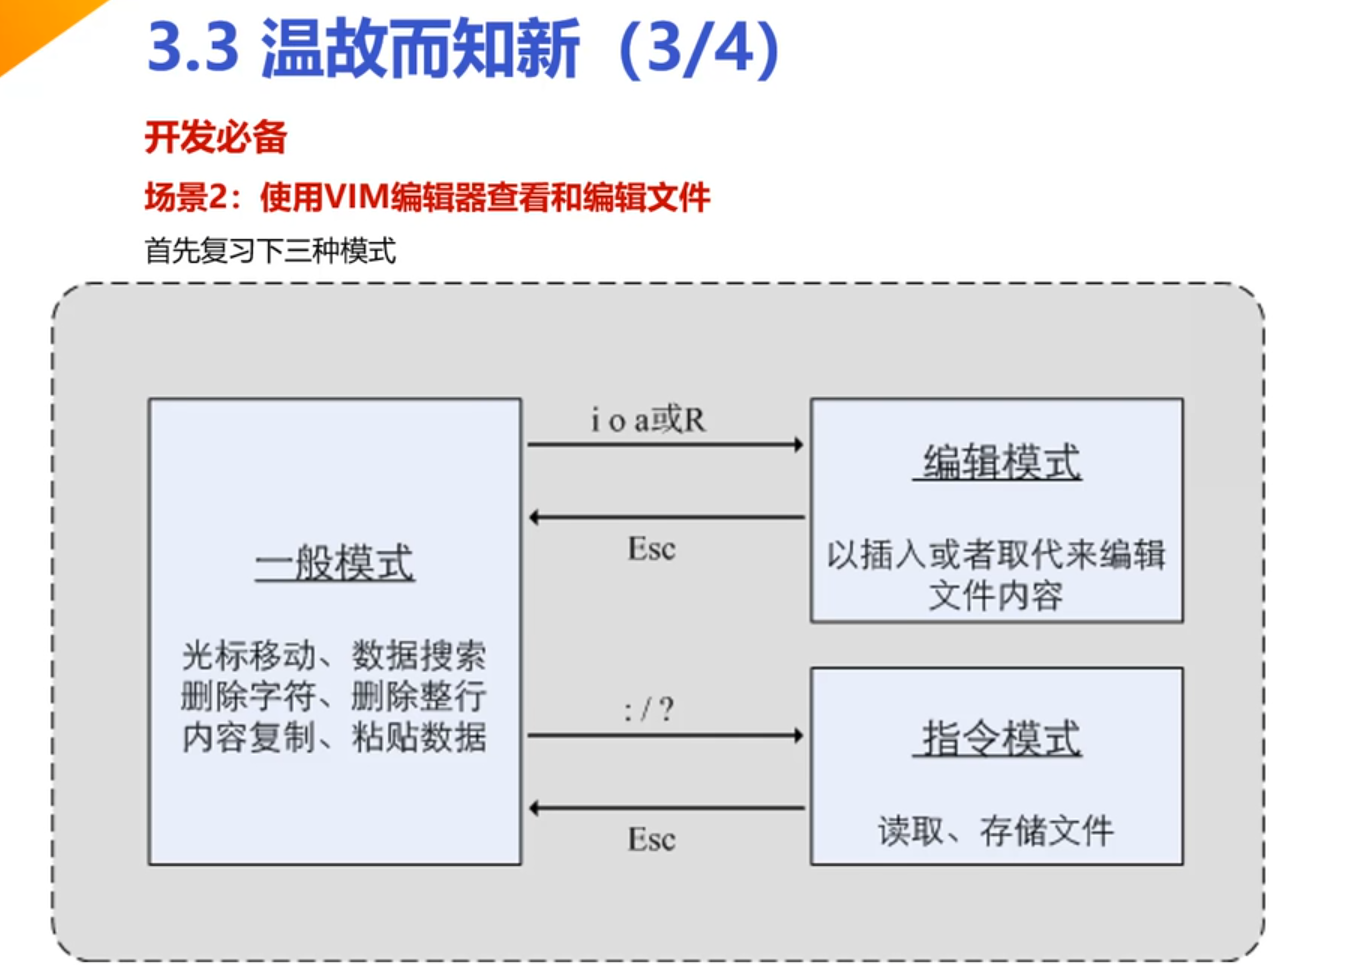 3.3 温故而知新（3/4）
开发必备
场景2：使用VIM编辑器查看和编辑文件
首先复习下三种模式
一般模式
光标移动、数据搜索
删除字符、删除整行
内容复制、粘贴数据
i o a或R
Esc
编辑模式
以插入或者取代来编辑
文件内容
: / ?
Esc
指令模式
读取、存储文件